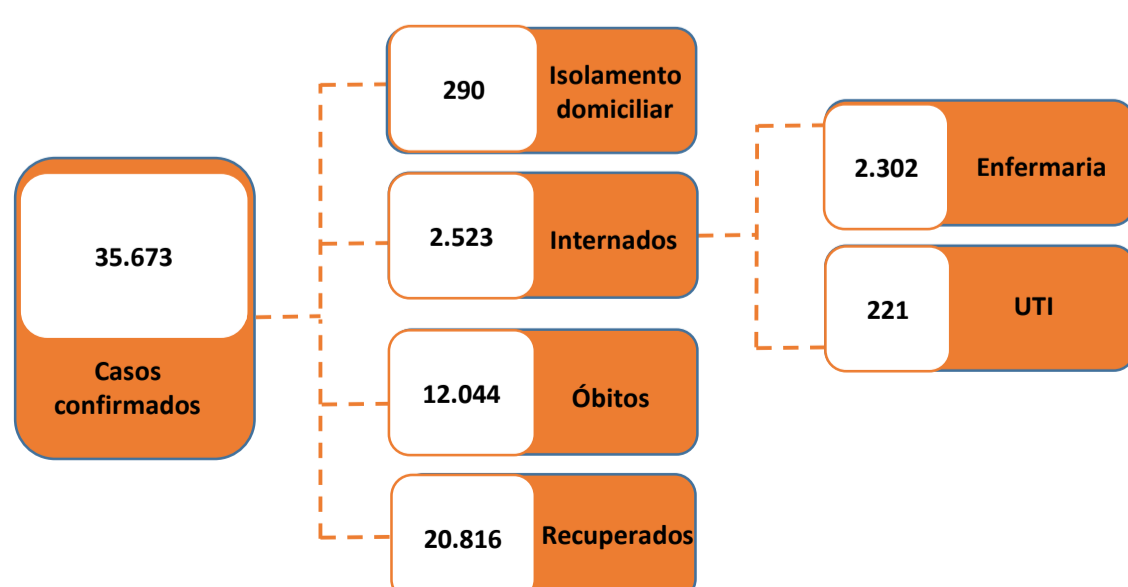 35.673
Casos
confirmados
290
Isolamento
domiciliar
2.523
Internados
12.044
Óbitos
20.816
Recuperados
2.302
Enfermaria
221
UTI